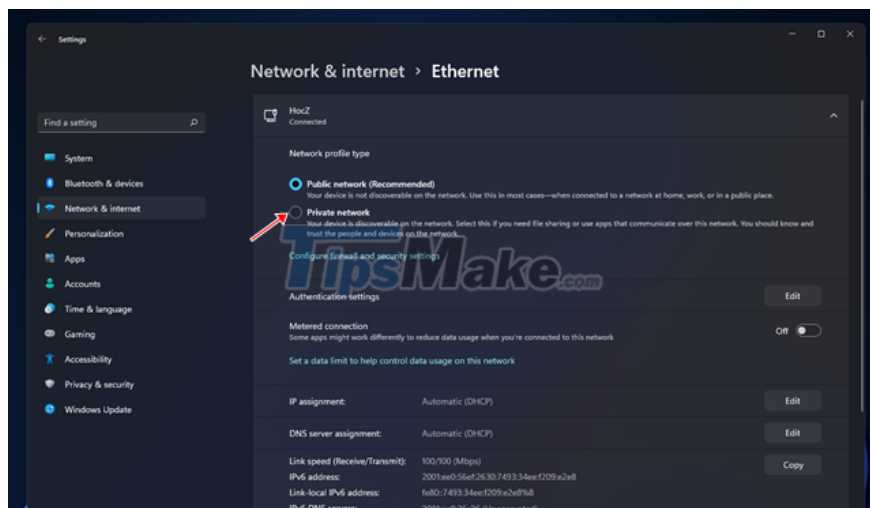 Settings
Network & internet > Ethernet
Find a setting
System
Bluetooth & devices
Network & internet
Personalization
Apps
Accounts
Time & language
Gaming
Accessibility
Privacy & security
Windows Update
HocZ
Connected
Network profile type
Public network (Recommended)
Your device is not discoverable on the network. Use this in most cases—when connected to a network at home, work, or in a public place.
Private network
Your device is discoverable on the network. Select this if you need file sharing or use apps that communicate over this network. You should know and
trust the people and devices on the network.
Configure firewall and security settings
TipsMake.com
Authentication settings
Edit
Metered connection
Some apps might work differently to reduce data usage when you're connected to this network
Off
Set a data limit to help control data usage on this network
IP assignment: Automatic (DHCP)
Edit
DNS server assignment: Automatic (DHCP)
Edit
Link speed (Receive/Transmit): 100/100 (Mbps)
Copy
IPv6 address: 2001:ee0:56ef:2630:7493:34ee:f209:e2e8
Link-local IPv6 address: fe80::7493:34ee:f209:e2e8%8